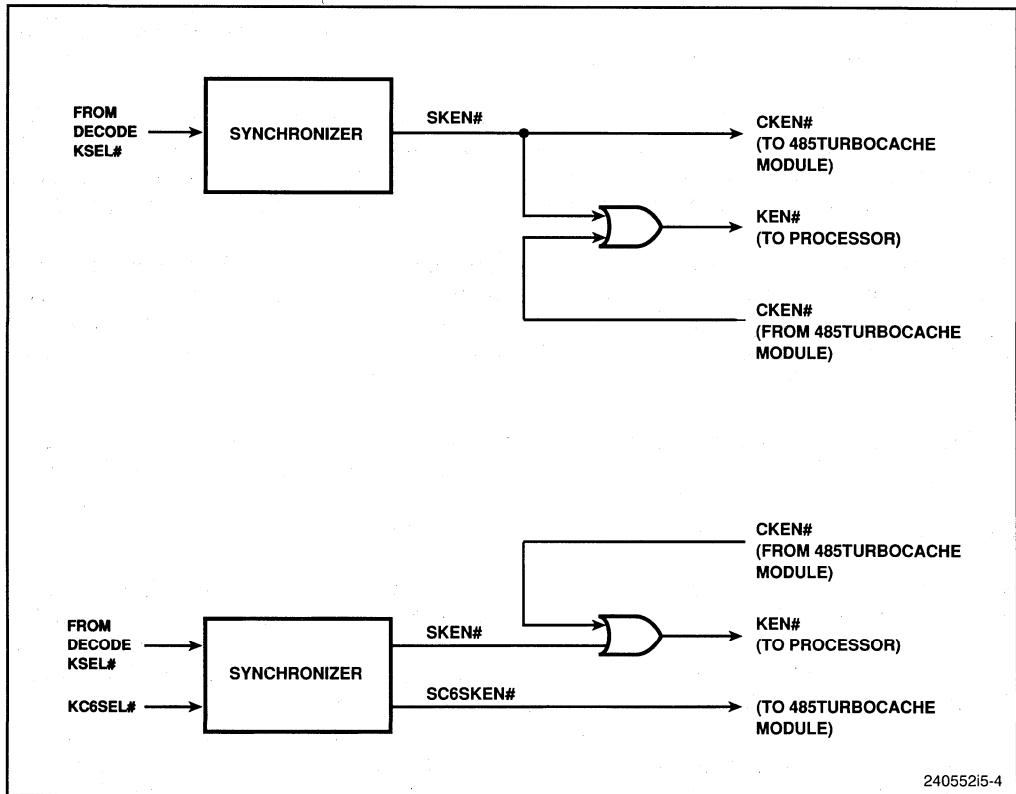 FROM
DECODE
KSEL#
SYNCHRONIZER
SKEN#
CKEN#
(TO 485TURBOCACHE
MODULE)
KEN#
(TO PROCESSOR)
CKEN#
(FROM 485TURBOCACHE
MODULE)
CKEN#
(FROM 485TURBOCACHE
MODULE)
FROM
DECODE
KSEL#
KC6SEL#
SYNCHRONIZER
SKEN#
SC6SKEN#
KEN#
(TO PROCESSOR)
(TO 485TURBOCACHE
MODULE)
240552i5-4